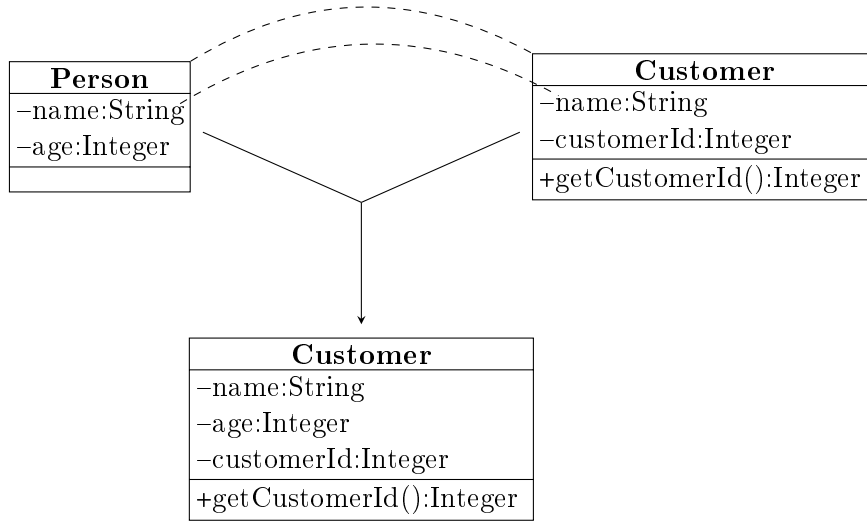 Person
–name:String
–age:Integer
Customer
–name:String
–customerId:Integer
+getCustomerId():Integer
Customer
–name:String
–age:Integer
–customerId:Integer
+getCustomerId():Integer